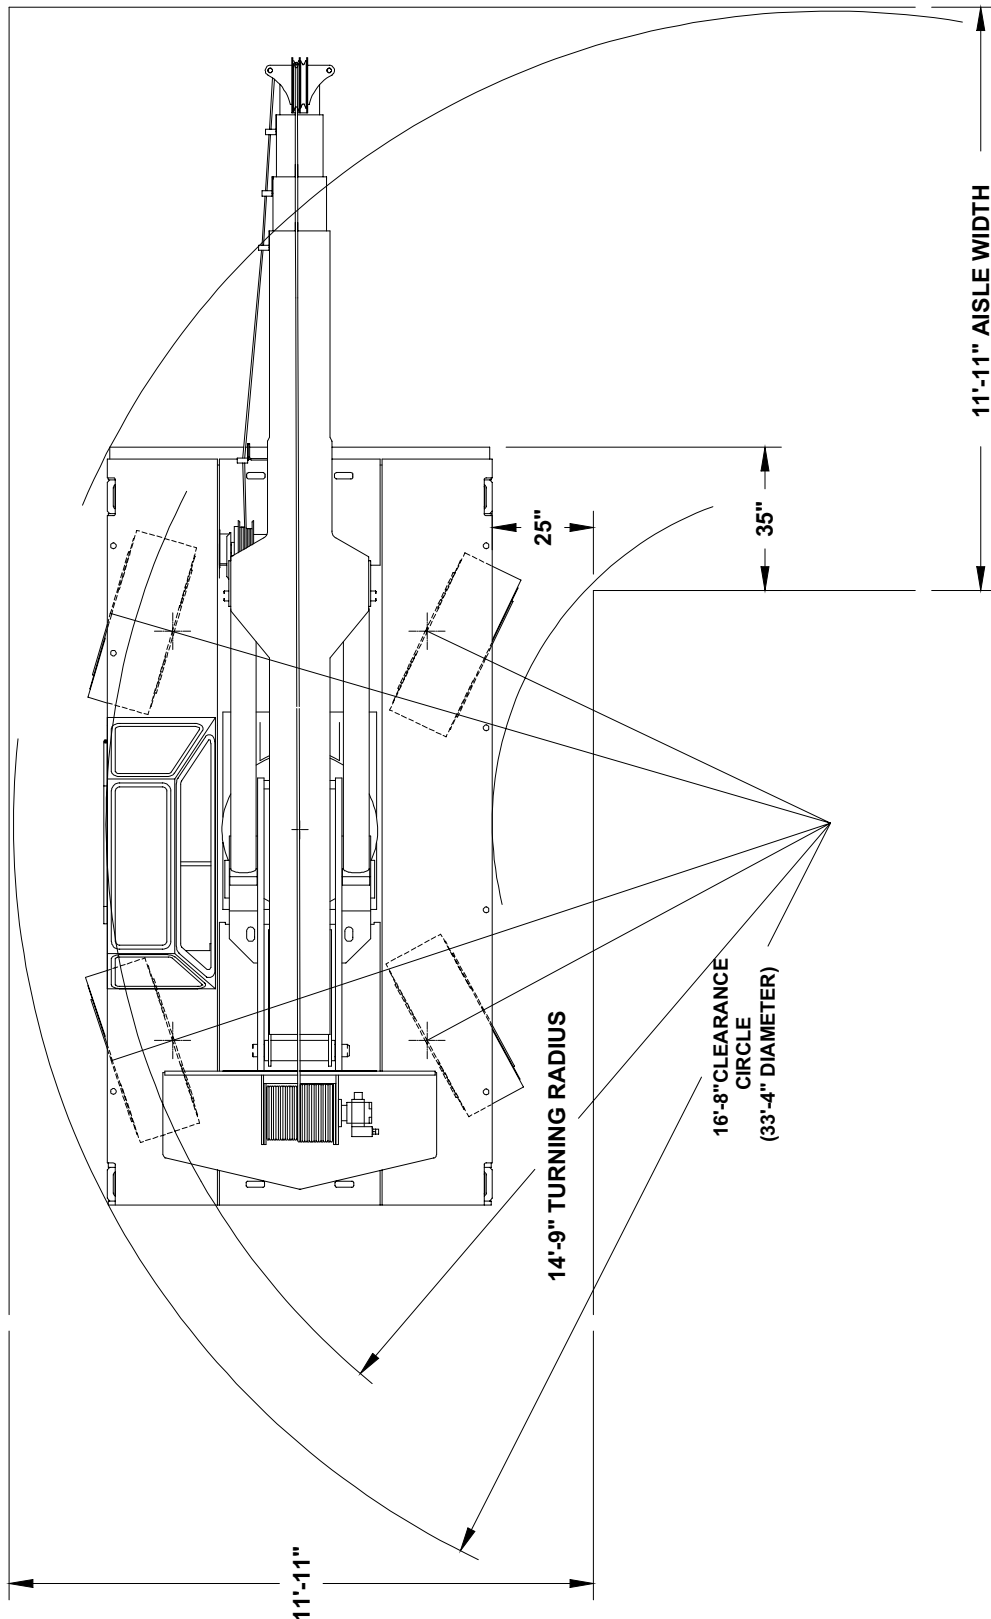 11'-11" AISLE WIDTH
35"
25"
16'-8"CLEARANCE
CIRCLE
(33'-4" DIAMETER)
14'-9" TURNING RADIUS
11'-11"